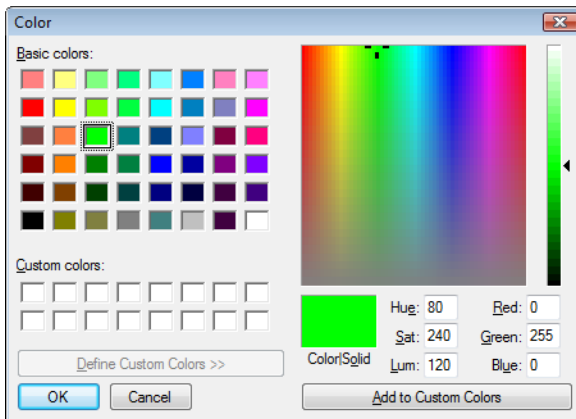 Color
Basic colors:
Custom colors:
Define Custom Colors >>
OK Cancel
Color|Solid
Hue: 80 Red: 0
Sat: 240 Green: 255
Lum: 120 Blue: 0
Add to Custom Colors